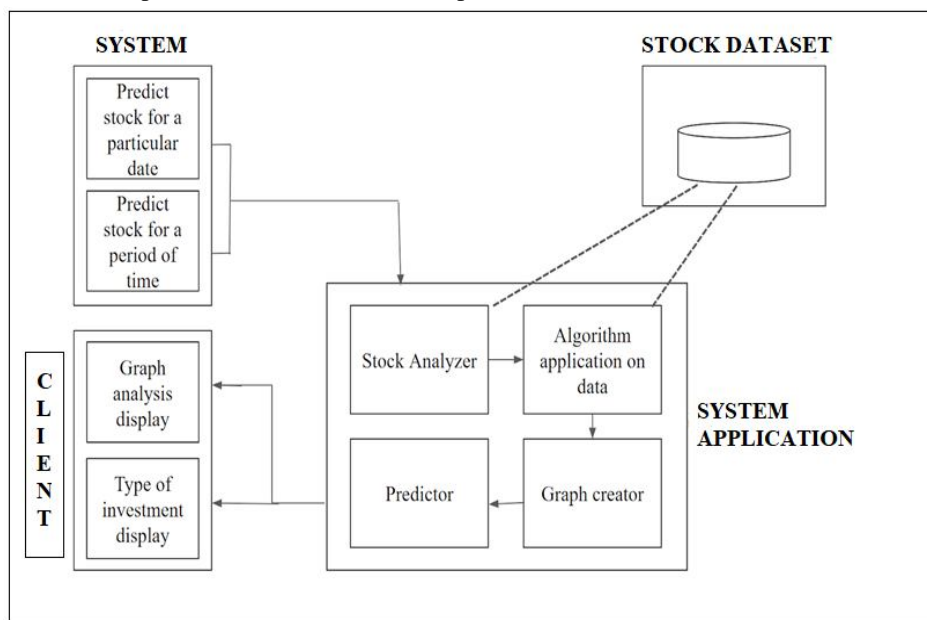 SYSTEM
Predict
stock for a
particular
date
Predict
stock for a
period of
time
STOCK DATASET
Stock Analyzer
Algorithm
application on
data
Predictor
Graph creator
SYSTEM
APPLICATION
C
L
I
E
N
T
Graph
analysis
display
Type of
investment
display